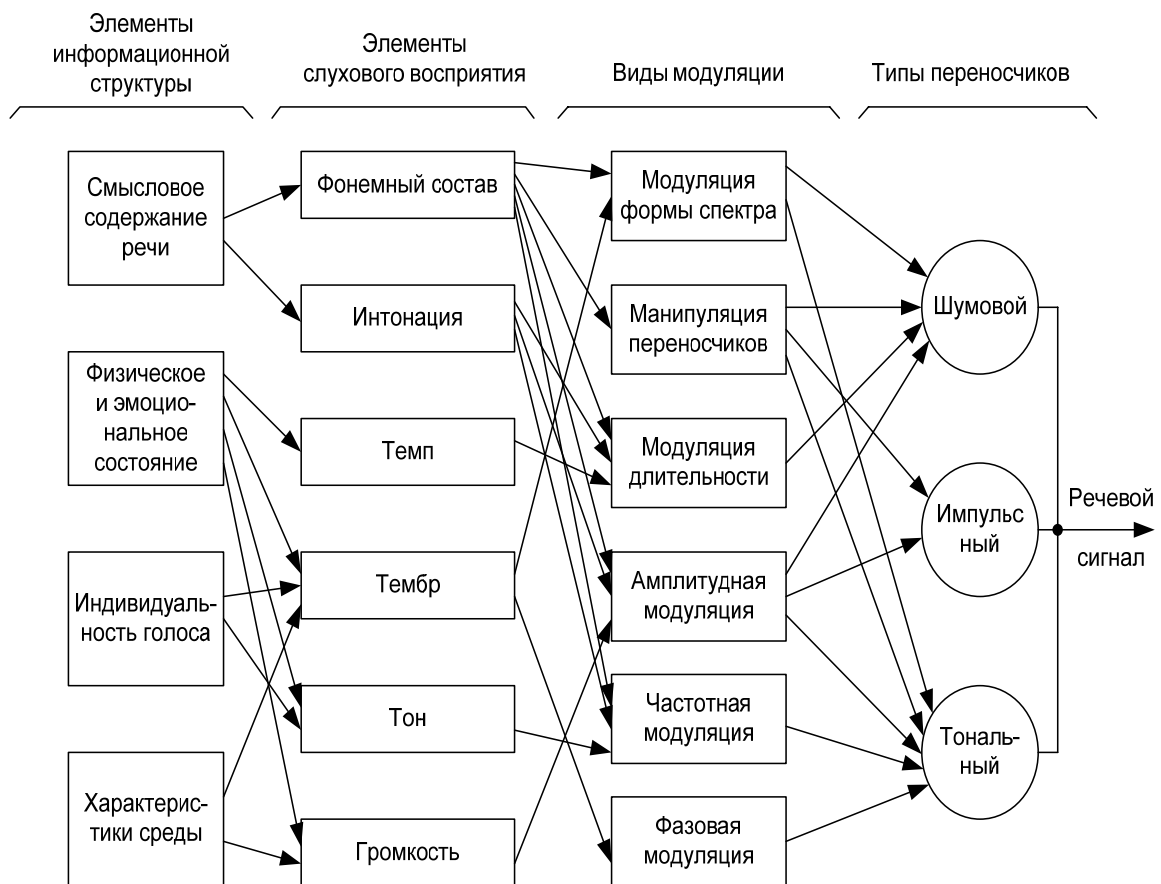 Элементы
информационной
структуры
Элементы
слухового восприятия
Виды модуляции
Типы переносчиков
Смысловое
содержание
речи
Физическое
и эмоцио-
нальное
состояние
Индивидуаль-
ность голоса
Характерис-
тики среды
Фонемный состав
Интонация
Темп
Тембр
Тон
Громкость
Модуляция
формы спектра
Манипуляция
переносчиков
Модуляция
длительности
Амплитудная
модуляция
Частотная
модуляция
Фазовая
модуляция
Шумовой
Импульс
ный
Тональ-
ный
Речевой
сигнал